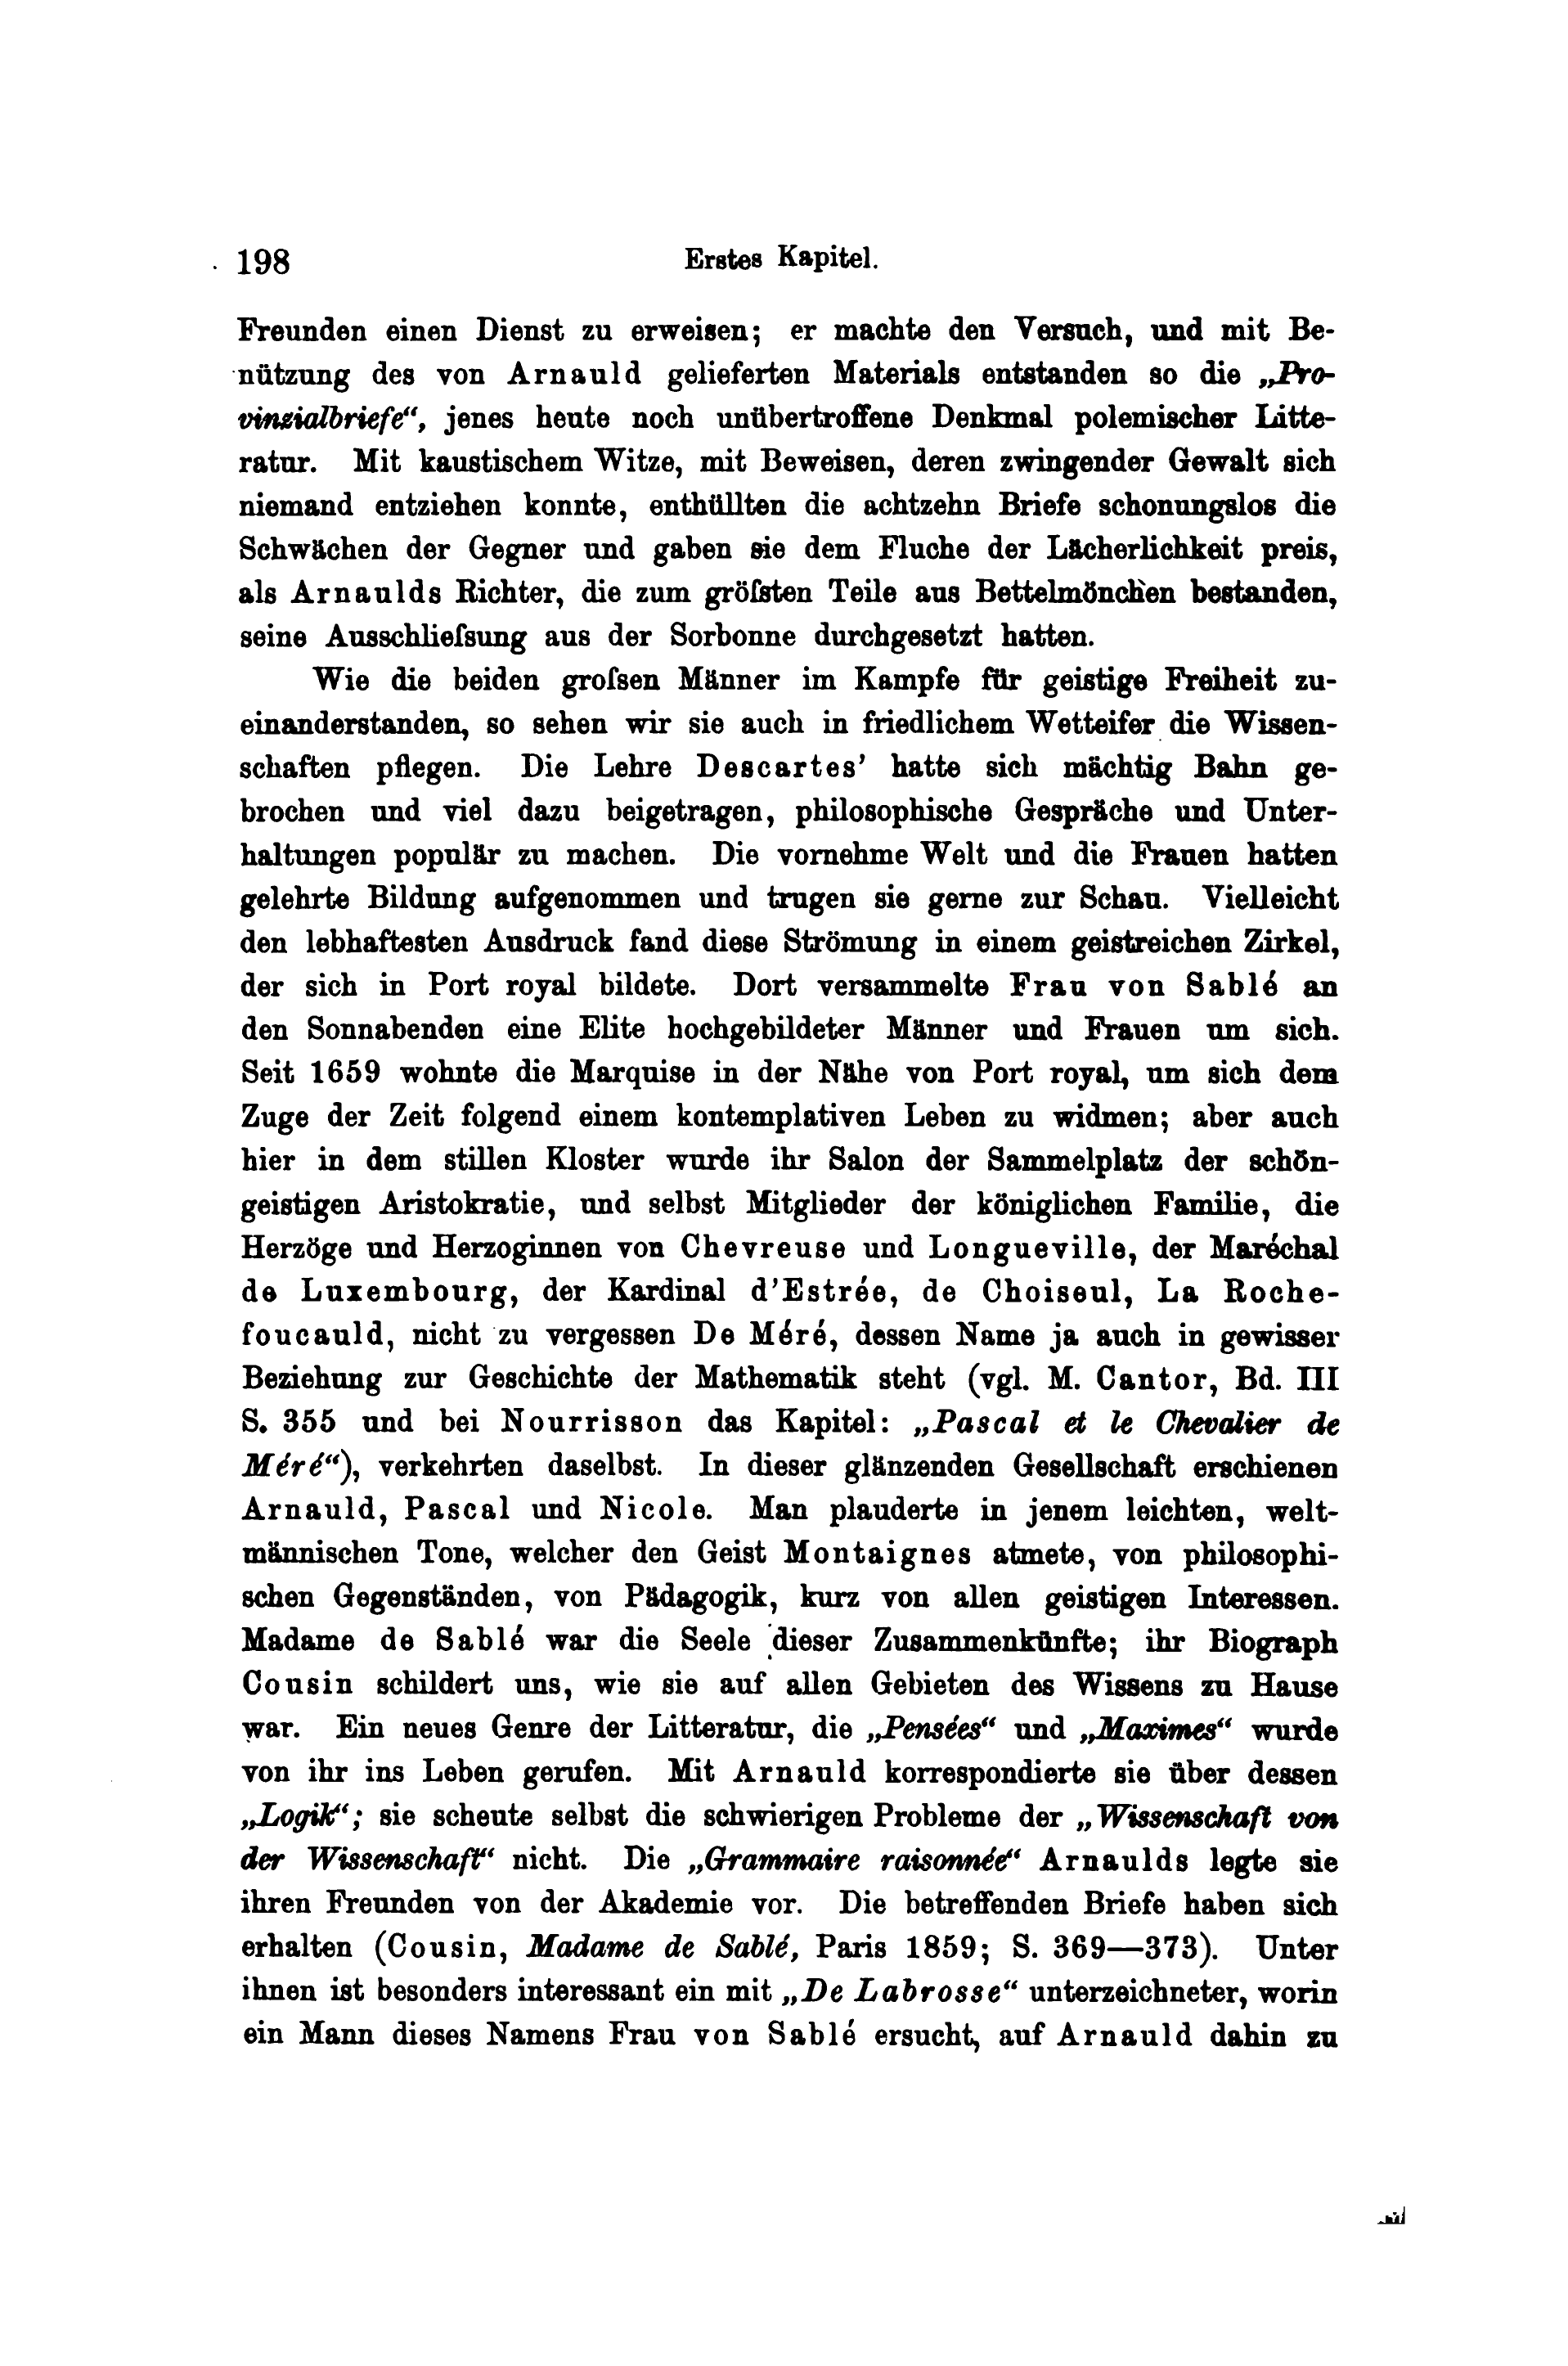 198 Erstes Kapitel.
Freunden einen Dienst zu erweisen; er machte den Versuch, und mit Be-
nützung des von Arnauld gelieferten Materials entstanden so die „Pro-
vinzialbriefe“, jenes heute noch unübertroffene Denkmal polemischer Litte-
ratur. Mit kaustischem Witze, mit Beweisen, deren zwingender Gewalt sich
niemand entziehen konnte, enthüllten die achtzehn Briefe schonungslos die
Schwächen der Gegner und gaben sie dem Fluche der Lächerlichkeit preis,
als Arnaulds Richter, die zum gröſsten Teile aus Bettelmönchen bestanden,
seine Ausschlieſsung aus der Sorbonne durchgesetzt hatten.
Wie die beiden groſsen Männer im Kampfe für geistige Freiheit zu-
einanderstanden, so sehen wir sie auch in friedlichem Wetteifer die Wissen-
schaften pflegen. Die Lehre Descartes’ hatte sich mächtig Bahn ge-
brochen und viel dazu beigetragen, philosophische Gespräche und Unter-
haltungen populär zu machen. Die vornehme Welt und die Frauen hatten
gelehrte Bildung aufgenommen und trugen sie gerne zur Schau. Vielleicht
den lebhaftesten Ausdruck fand diese Strömung in einem geistreichen Zirkel,
der sich in Port royal bildete. Dort versammelte Frau von Sablé an
den Sonnabenden eine Elite hochgebildeter Männer und Frauen um sich.
Seit 1659 wohnte die Marquise in der Nähe von Port royal, um sich dem
Zuge der Zeit folgend einem kontemplativen Leben zu widmen; aber auch
hier in dem stillen Kloster wurde ihr Salon der Sammelplatz der schön-
geistigen Aristokratie, und selbst Mitglieder der königlichen Familie, die
Herzöge und Herzoginnen von Chevreuse und Longueville, der Maréchal
de Luxembourg, der Kardinal d’Estrée, de Choiseul, La Roche-
foucauld, nicht zu vergessen De Méré, dessen Name ja auch in gewisser
Beziehung zur Geschichte der Mathematik steht (vgl. M. Cantor, Bd. III
S. 355 und bei Nourrisson das Kapitel: „Pascal et le Chevalier de
Méré“), verkehrten daselbst. In dieser glänzenden Gesellschaft erschienen
Arnauld, Pascal und Nicole. Man plauderte in jenem leichten, welt-
männischen Tone, welcher den Geist Montaignes atmete, von philosophi-
schen Gegenständen, von Pädagogik, kurz von allen geistigen Interessen.
Madame de Sablé war die Seele dieser Zusammenkünfte; ihr Biograph
Cousin schildert uns, wie sie auf allen Gebieten des Wissens zu Hause
war. Ein neues Genre der Litteratur, die „Pensées“ und „Maximes“ wurde
von ihr ins Leben gerufen. Mit Arnauld korrespondierte sie über dessen
„Logik“; sie scheute selbst die schwierigen Probleme der „Wissenschaft von
der Wissenschaft“ nicht. Die „Grammaire raisonnée“ Arnaulds legte sie
ihren Freunden von der Akademie vor. Die betreffenden Briefe haben sich
erhalten (Cousin, Madame de Sablé, Paris 1859; S. 369—373). Unter
ihnen ist besonders interessant ein mit „De Labrosse“ unterzeichneter, worin
ein Mann dieses Namens Frau von Sablé ersucht, auf Arnauld dahin zu